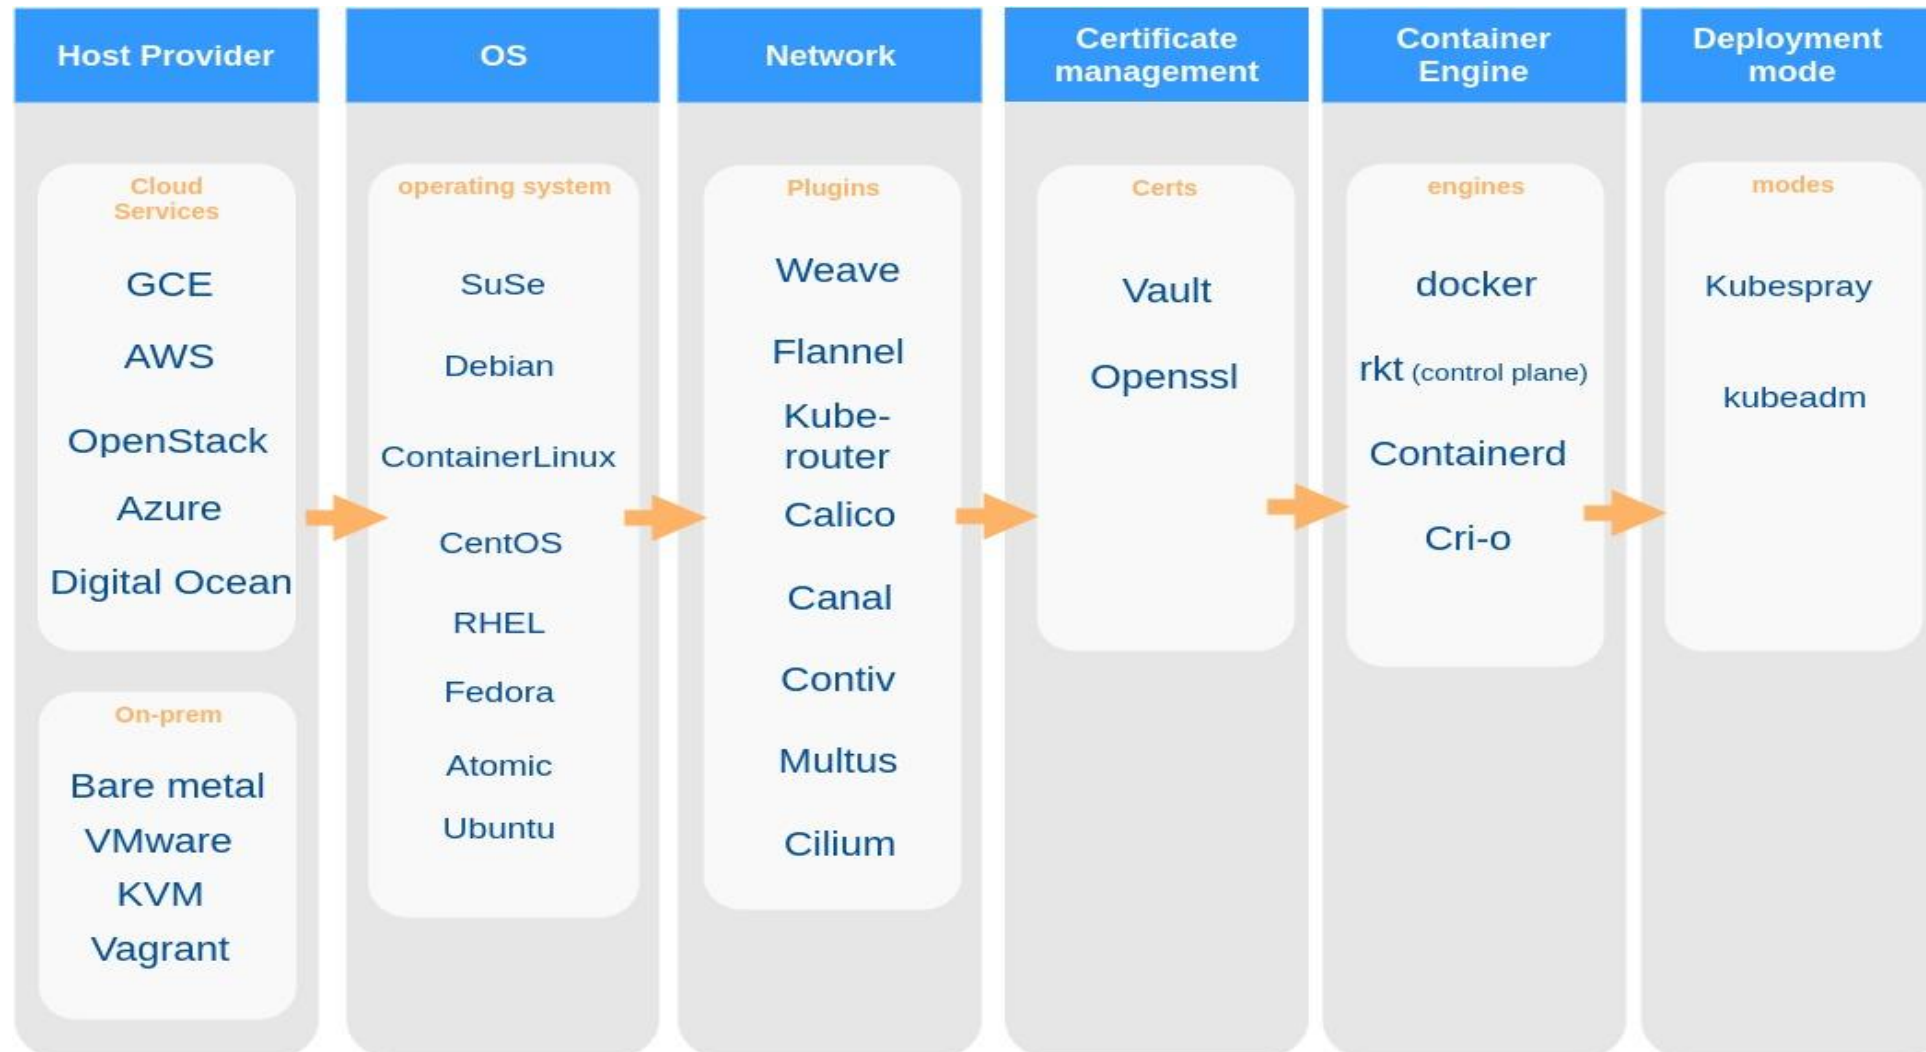 Host Provider
Cloud
Services
GCE
AWS
OpenStack
Azure
Digital Ocean
On-prem
Bare metal
VMware
KVM
Vagrant
OS
operating system
SuSe
Debian
ContainerLinux
CentOS
RHEL
Fedora
Atomic
Ubuntu
Network
Plugins
Weave
Flannel
Kube-
router
Calico
Canal
Contiv
Multus
Cilium
Certificate
management
Certs
Vault
Openssl
Container
Engine
engines
docker
rkt (control plane)
Containerd
Cri-o
Deployment
mode
modes
Kubespray
kubeadm